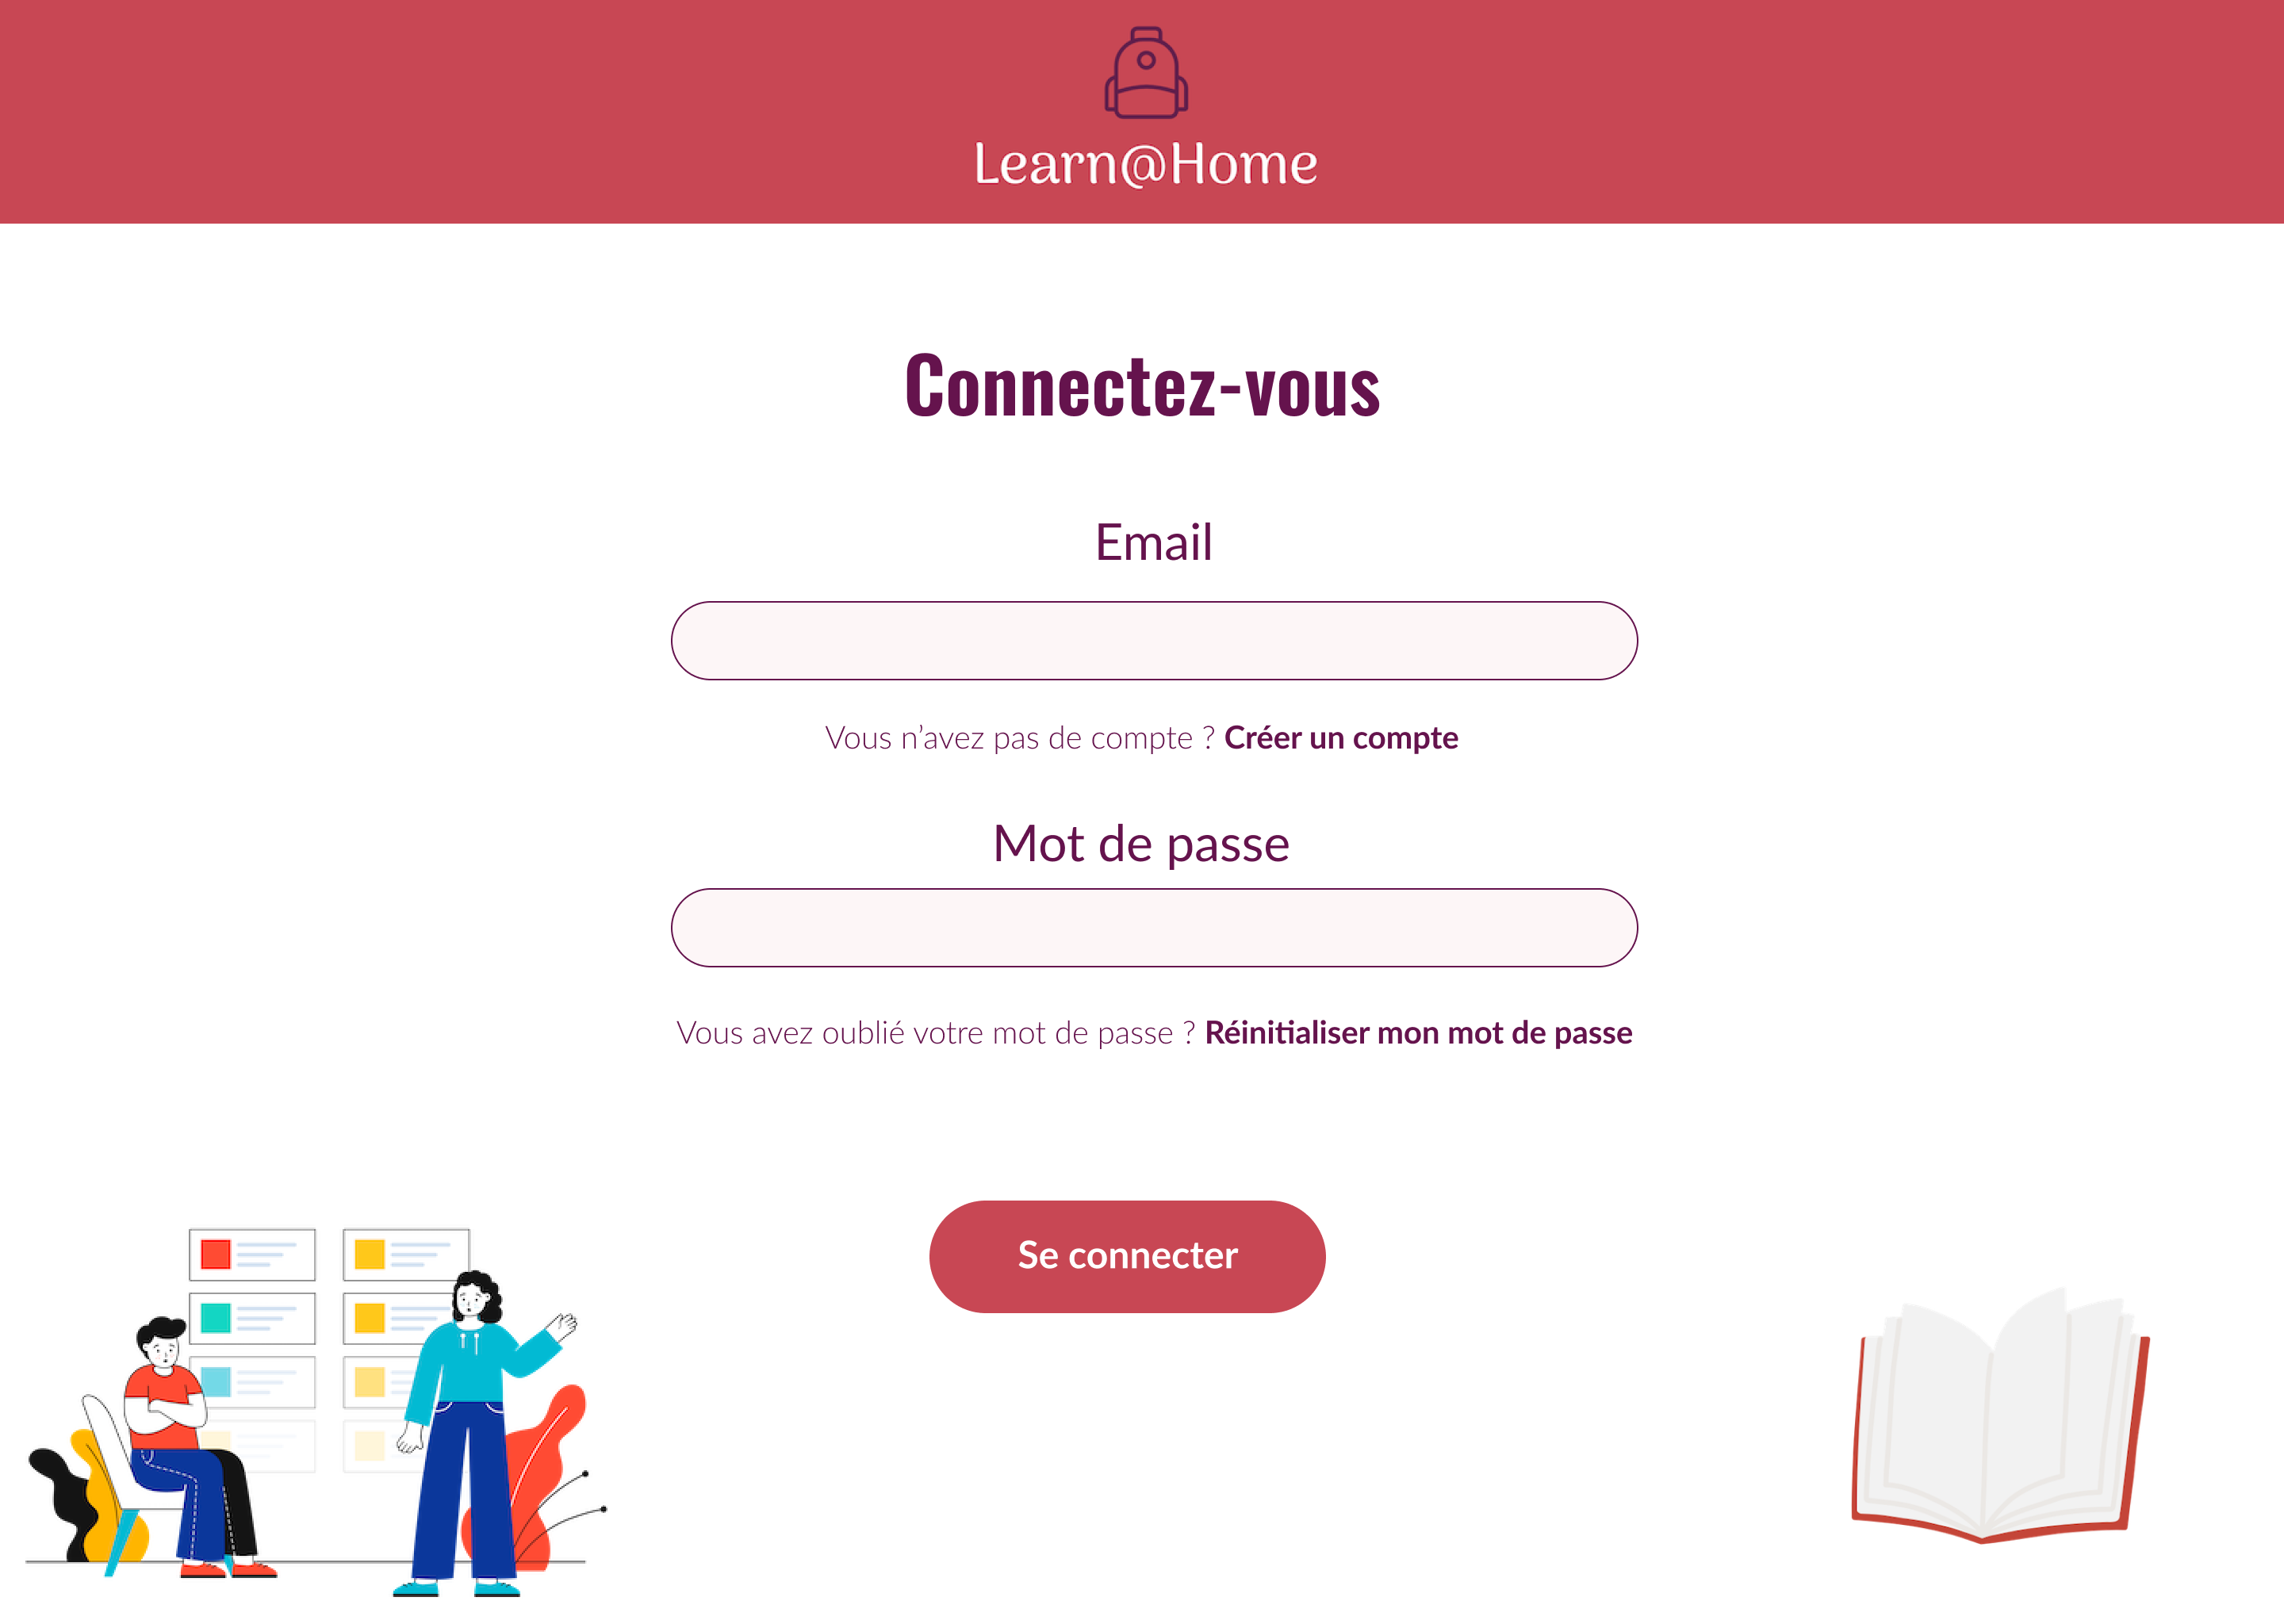 Learn@Home
Connectez-vous
Email
Vous n’avez pas de compte ? Créer un compte
Mot de passe
Vous avez oublié votre mot de passe ? Réinitialiser mon mot de passe
Se connecter